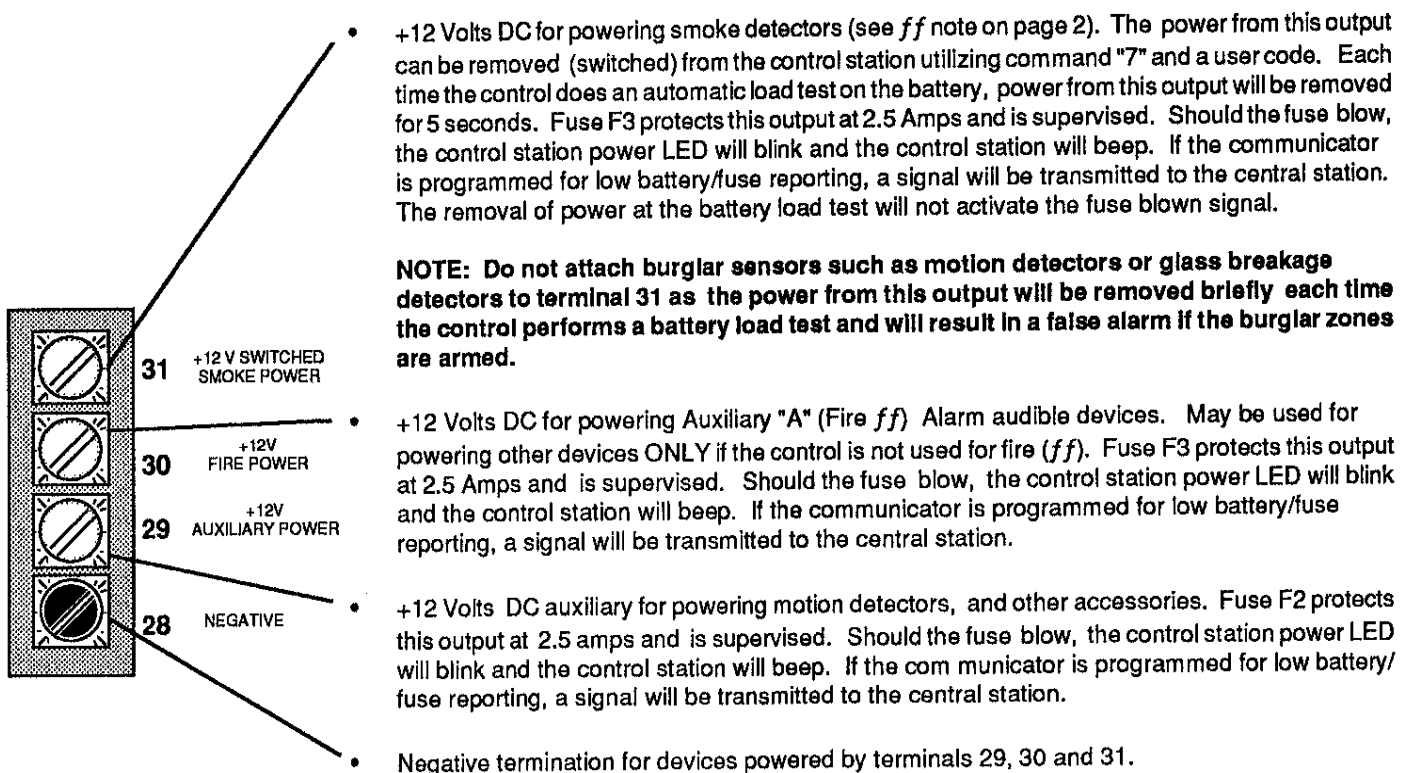 • +12 Volts DC for powering smoke detectors (see ff note on page 2). The power from this output
can be removed (switched) from the control station utilizing command "7" and a user code. Each
time the control does an automatic load test on the battery, power from this output will be removed
for 5 seconds. Fuse F3 protects this output at 2.5 Amps and is supervised. Should the fuse blow,
the control station power LED will blink and the control station will beep. If the communicator
is programmed for low battery/fuse reporting, a signal will be transmitted to the central station.
The removal of power at the battery load test will not activate the fuse blown signal.
NOTE: Do not attach burglar sensors such as motion detectors or glass breakage
detectors to terminal 31 as the power from this output will be removed briefly each time
the control performs a battery load test and will result in a false alarm if the burglar zones
are armed.
31 +12 V SWITCHED
SMOKE POWER
• +12 Volts DC for powering Auxiliary "A" (Fire ff) Alarm audible devices. May be used for
powering other devices ONLY if the control is not used for fire (ff). Fuse F3 protects this output
at 2.5 Amps and is supervised. Should the fuse blow, the control station power LED will blink
and the control station will beep. If the communicator is programmed for low battery/fuse
reporting, a signal will be transmitted to the central station.
30 +12V
FIRE POWER
29 +12V
AUXILIARY POWER
• +12 Volts DC auxiliary for powering motion detectors, and other accessories. Fuse F2 protects
this output at 2.5 amps and is supervised. Should the fuse blow, the control station power LED
will blink and the control station will beep. If the com municator is programmed for low battery/
fuse reporting, a signal will be transmitted to the central station.
28 NEGATIVE
• Negative termination for devices powered by terminals 29, 30 and 31.